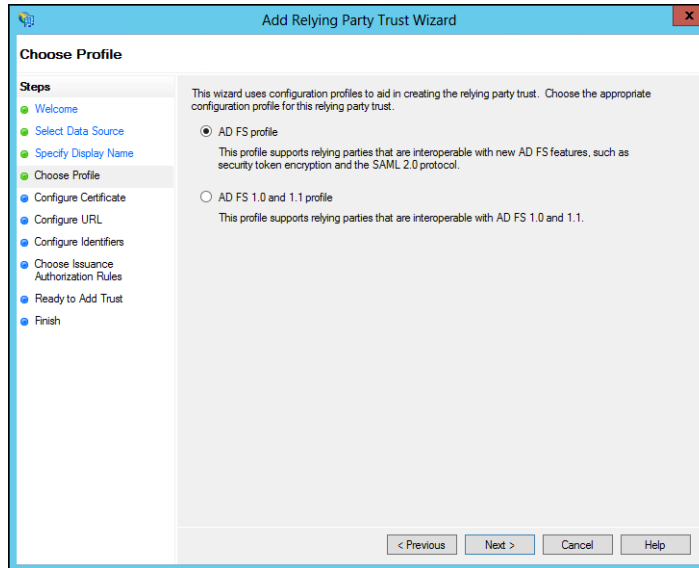 Add Relying Party Trust Wizard
x
Choose Profile
Steps
Welcome
Select Data Source
Specify Display Name
Choose Profile
Configure Certificate
Configure URL
Configure Identifiers
Choose Issuance
Authorization Rules
Ready to Add Trust
Finish
This wizard uses configuration profiles to aid in creating the relying party trust. Choose the appropriate
configuration profile for this relying party trust.
AD FS profile
This profile supports relying parties that are interoperable with new AD FS features, such as
security token encryption and the SAML 2.0 protocol.
AD FS 1.0 and 1.1 profile
This profile supports relying parties that are interoperable with AD FS 1.0 and 1.1.
< Previous
Next >
Cancel
Help